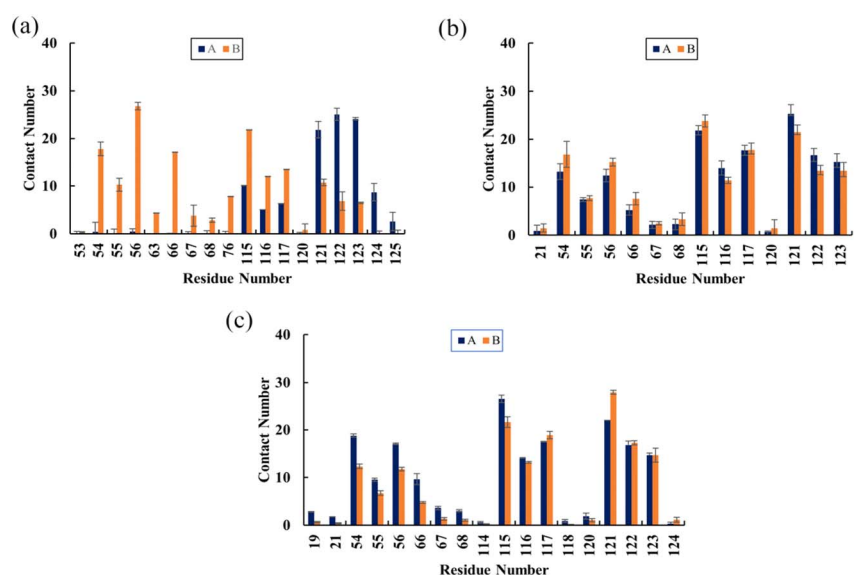 (a)
A B
40
30
20
10
0
Contact Number
53 54 55 56 63 66 67 68 76 115 116 117 120 121 122 123 124 125
Residue Number
(b)
A B
40
30
20
10
0
Contact Number
21 54 55 56 66 67 68 115 116 117 120 121 122 123
Residue Number
(c)
A B
40
30
20
10
0
Contact Number
19 21 54 55 56 66 67 68 114 115 116 117 118 120 121 122 123 124
Residue Number